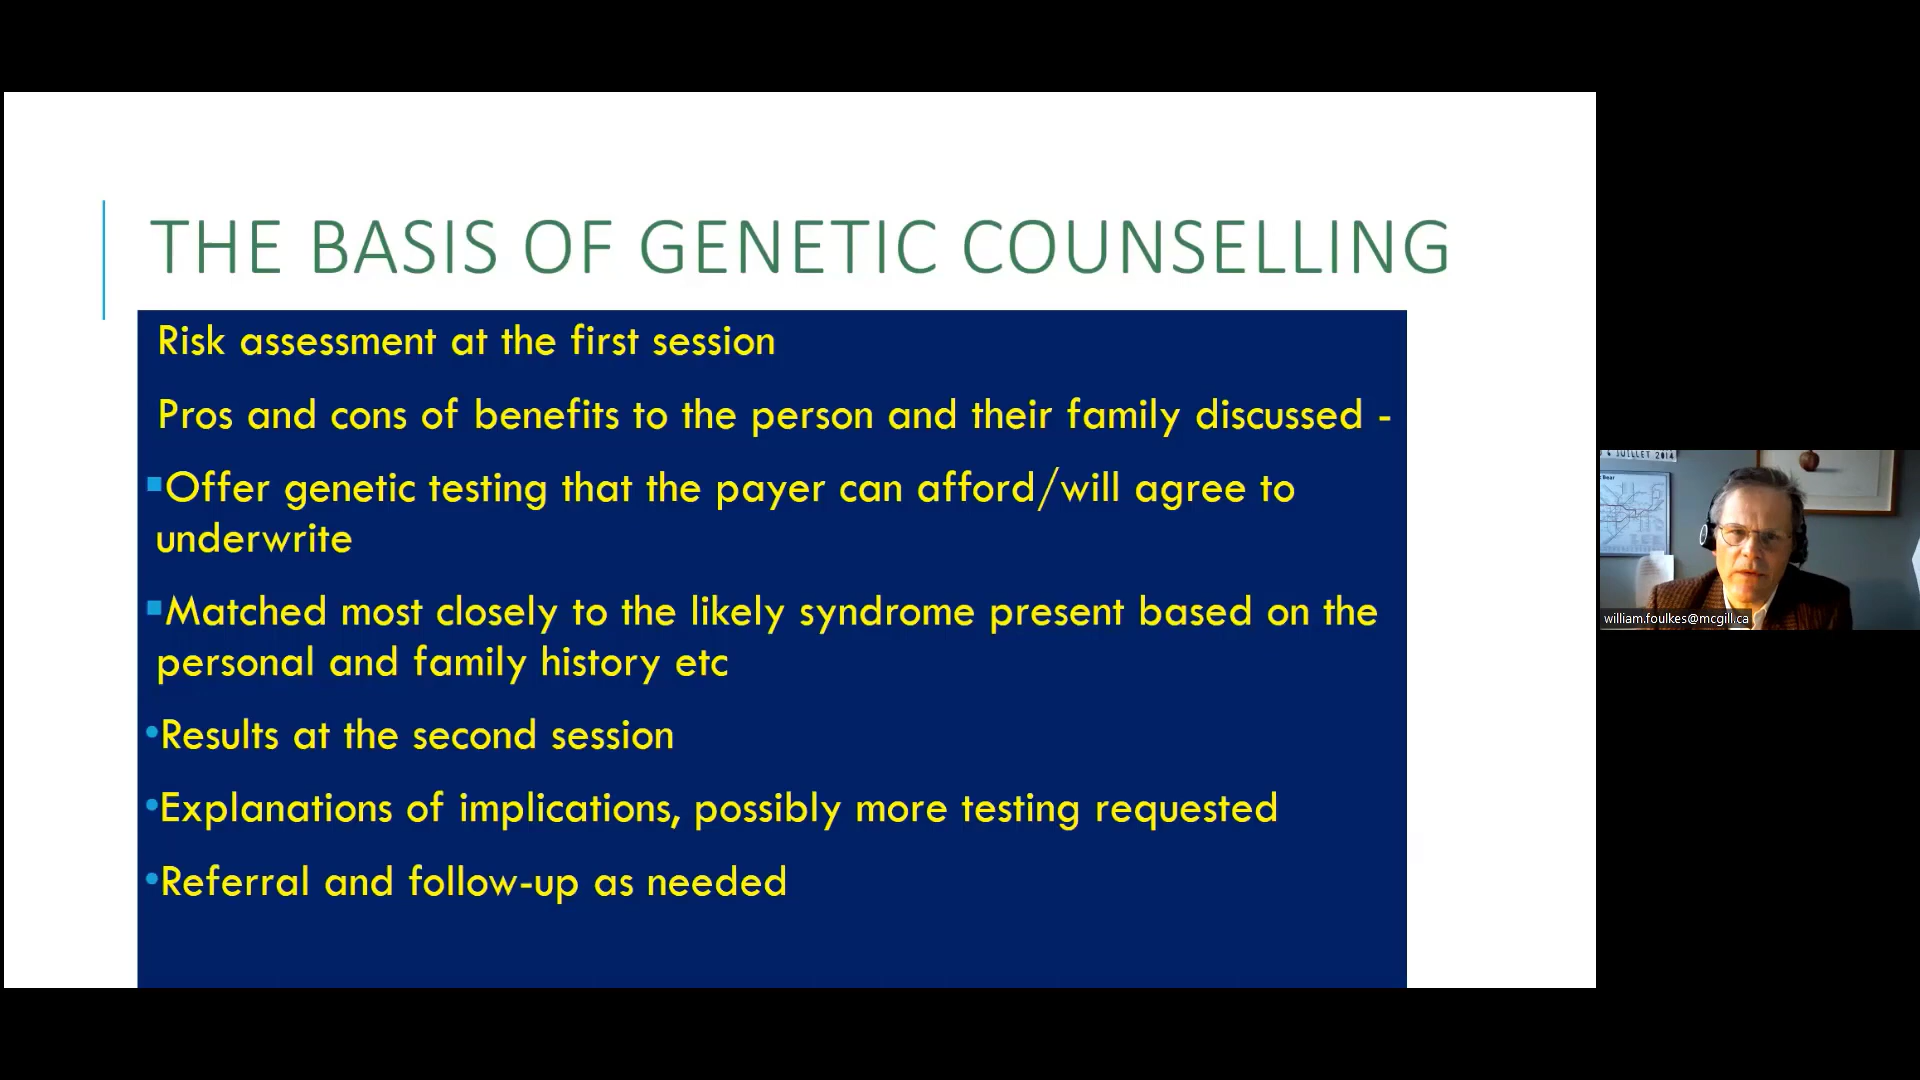 THE BASIS OF GENETIC COUNSELLING
Risk assessment at the first session
Pros and cons of benefits to the person and their family discussed -
▪Offer genetic testing that the payer can afford/will agree to
underwrite
▪Matched most closely to the likely syndrome present based on the
personal and family history etc
•Results at the second session
•Explanations of implications, possibly more testing requested
•Referral and follow-up as needed
JUILLET 2014
william.foulkes@mcgill.ca